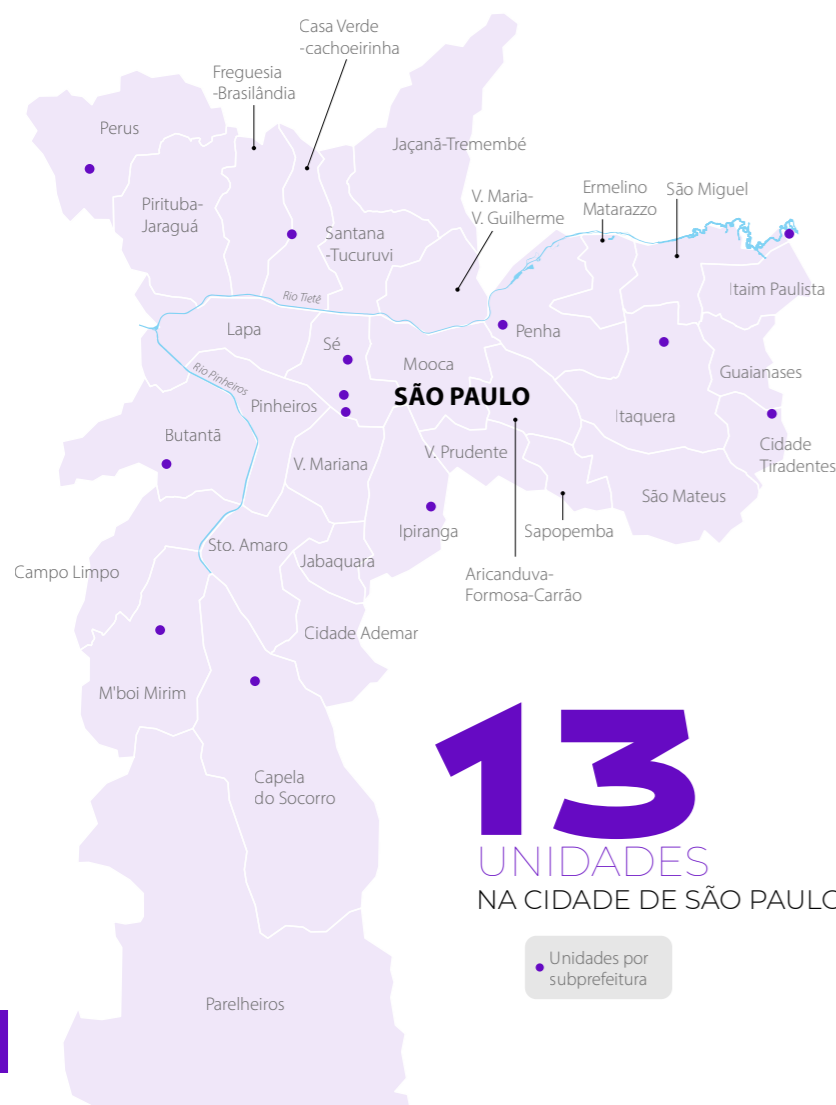 Casa Verde
-cachoeirinha
Freguesia
-Brasilândia
Perus
Jaçanã-Tremembé
Pirituba-
Jaraguá
V. Maria-
V. Guilherme
Ermelino
Matarazzo
São Miguel
Santana
-Tucuruvi
Itaim Paulista
Rio Tietê
Lapa
Sé
Penha
Mooca
Rio Pinheiros
Guaianases
Pinheiros
SÃO PAULO
Itaquera
Butantã
V. Mariana
V. Prudente
Cidade
Tiradentes
São Mateus
Ipiranga
Sapopemba
Sto. Amaro
Jabaquara
Campo Limpo
Aricanduva-
Formosa-Carrão
Cidade Ademar
M'boi Mirim
Capela
do Socorro
13
UNIDADES
NA CIDADE DE SÃO PAULO
Unidades por
subprefeitura
Parelheiros